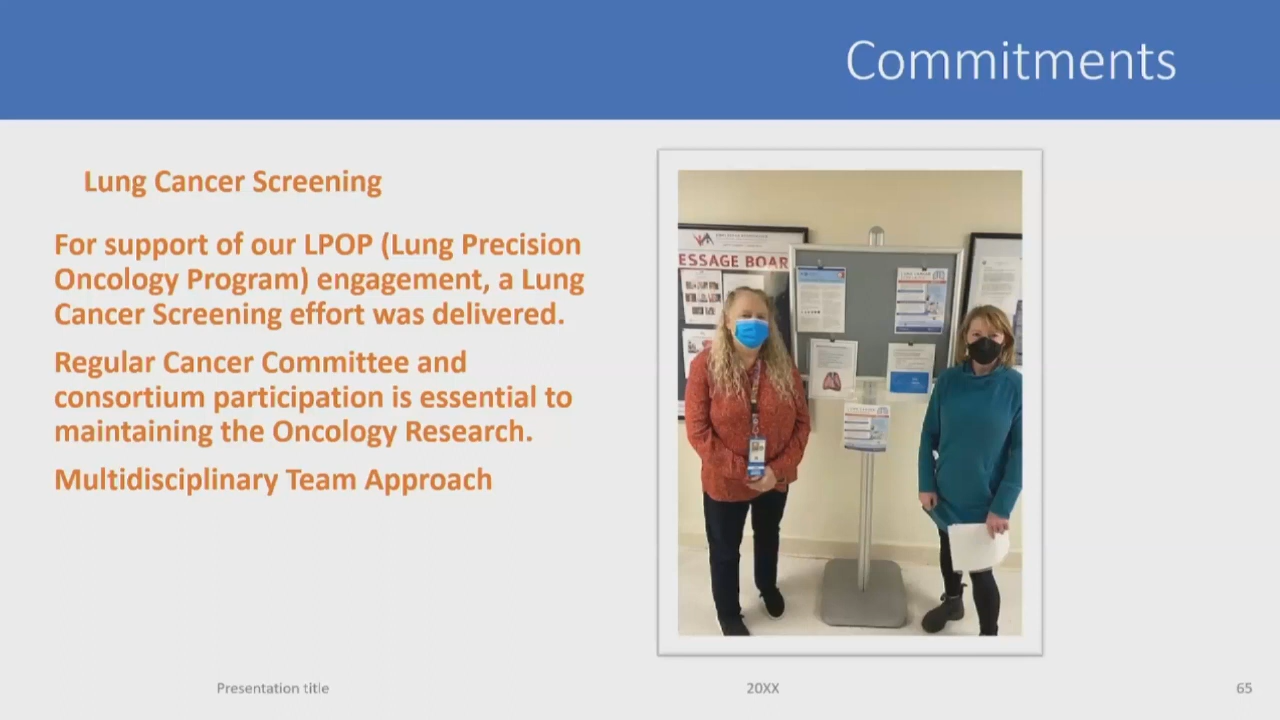 Commitments
Lung Cancer Screening
For support of our LPOP (Lung Precision
Oncology Program) engagement, a Lung
Cancer Screening effort was delivered.
Regular Cancer Committee and
consortium participation is essential to
maintaining the Oncology Research.
Multidisciplinary Team Approach
ESSAGE BOAR
Presentation title
20XX
65